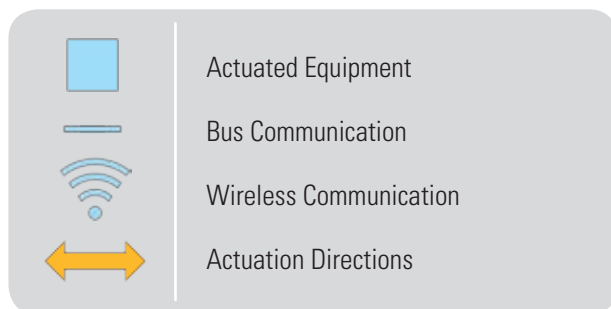 Actuated Equipment
Bus Communication
Wireless Communication
Actuation Directions